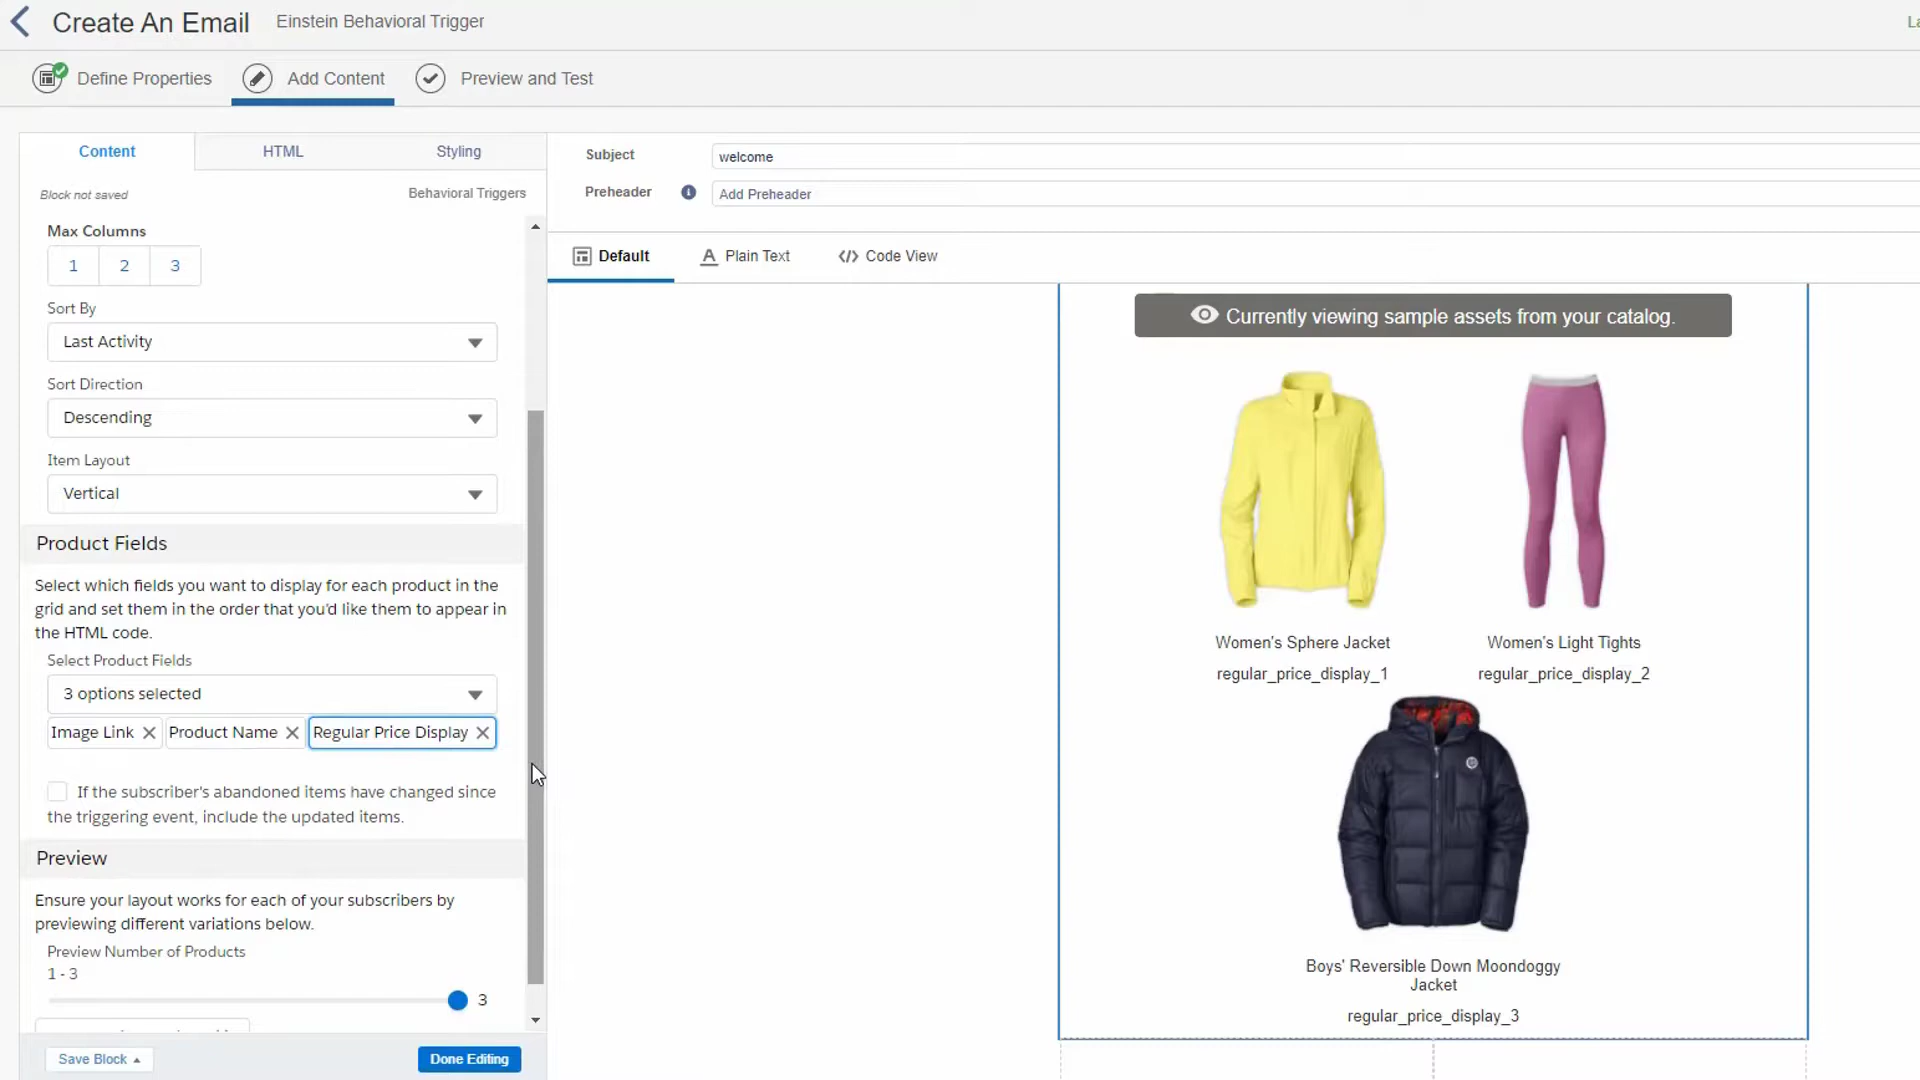 Create An Email
Einstein Behavioral Trigger
La
Define Properties
Add Content
Preview and Test
Content
HTML
Styling
Block not saved
Behavioral Triggers
Max Columns
1 2 3
Sort By
Last Activity
Sort Direction
Descending
Item Layout
Vertical
Product Fields
Select which fields you want to display for each product in the
grid and set them in the order that you'd like them to appear in
the HTML code.
Select Product Fields
3 options selected
Image Link
Product Name
Regular Price Display
If the subscriber's abandoned items have changed since
the triggering event, include the updated items.
Preview
Ensure your layout works for each of your subscribers by
previewing different variations below.
Preview Number of Products
1 - 3
3
Save Block
Done Editing
Subject
welcome
Preheader
Add Preheader
Default
Plain Text
Code View
Currently viewing sample assets from your catalog.
Women's Sphere Jacket
regular_price_display_1
Women's Light Tights
regular_price_display_2
Boys' Reversible Down Moondoggy
Jacket
regular_price_display_3